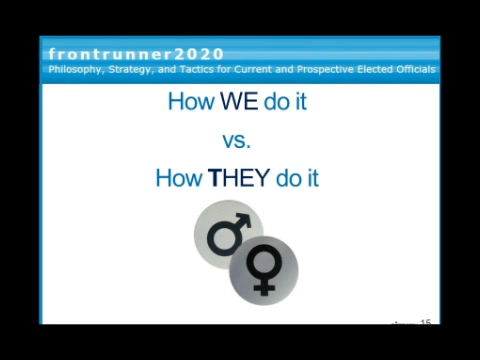 frontrunner2020
Philosophy, Strategy, and Tactics for Current and Prospective Elected Officials
How WE do it
vs.
How THEY do it
15